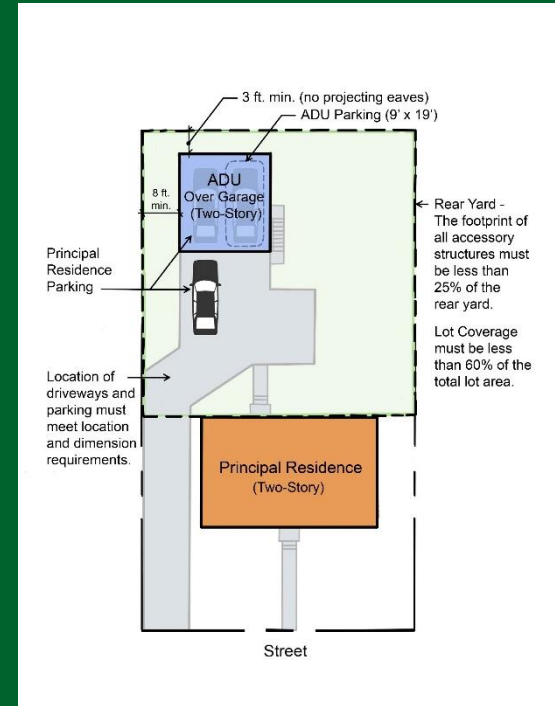 3 ft. min. (no projecting eaves)
ADU Parking (9' x 19')
ADU
Over Garage
(Two-Story)
8 ft.
min.
Rear Yard -
The footprint of
all accessory
structures must
be less than
25% of the
rear yard.
Lot Coverage
must be less
than 60% of the
total lot area.
Principal
Residence
Parking
Location of
driveways and
parking must
meet location
and dimension
requirements.
Principal Residence
(Two-Story)
Street